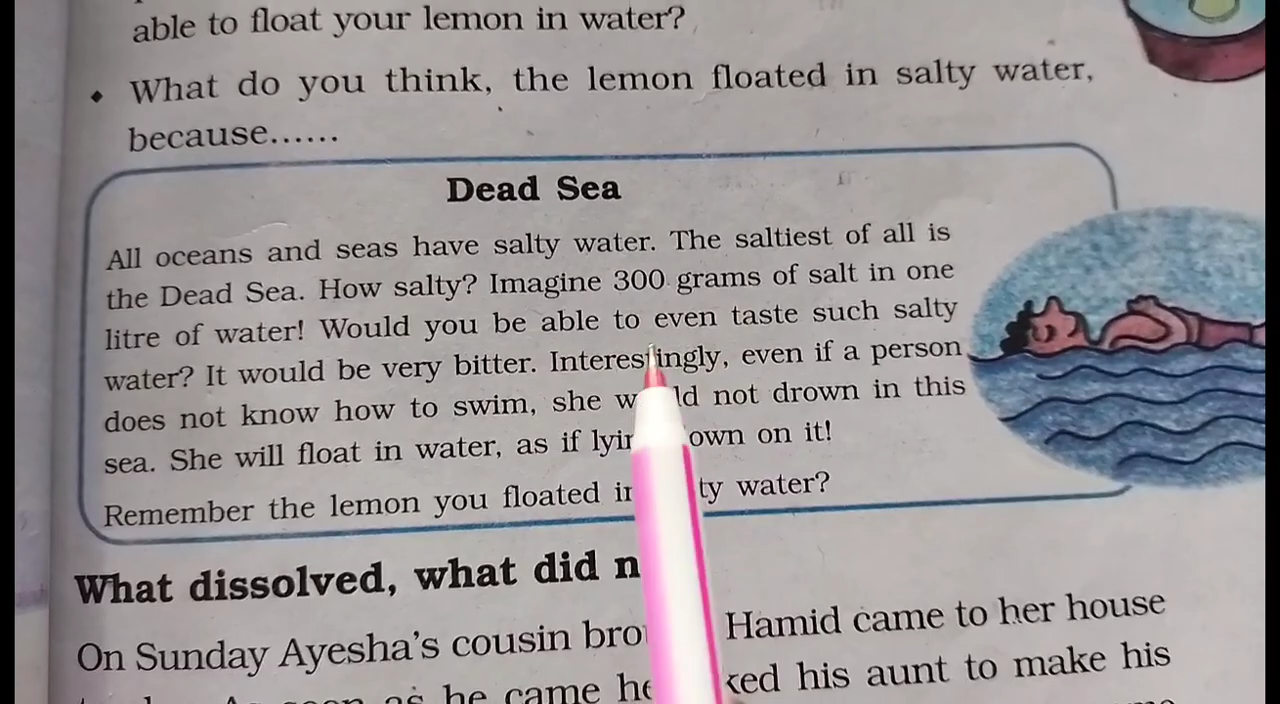 able to float your lemon in water?
⬥ What do you think, the lemon floated in salty water,
because......
Dead Sea
All oceans and seas have salty water. The saltiest of all is
the Dead Sea. How salty? Imagine 300 grams of salt in one
litre of water! Would you be able to even taste such salty
water? It would be very bitter. Interestingly, even if a person
does not know how to swim, she would not drown in this
sea. She will float in water, as if lying down on it!
Remember the lemon you floated in salty water?
What dissolved, what did
On Sunday Ayesha's cousin Hamid came to her house
as he came his aunt to make his